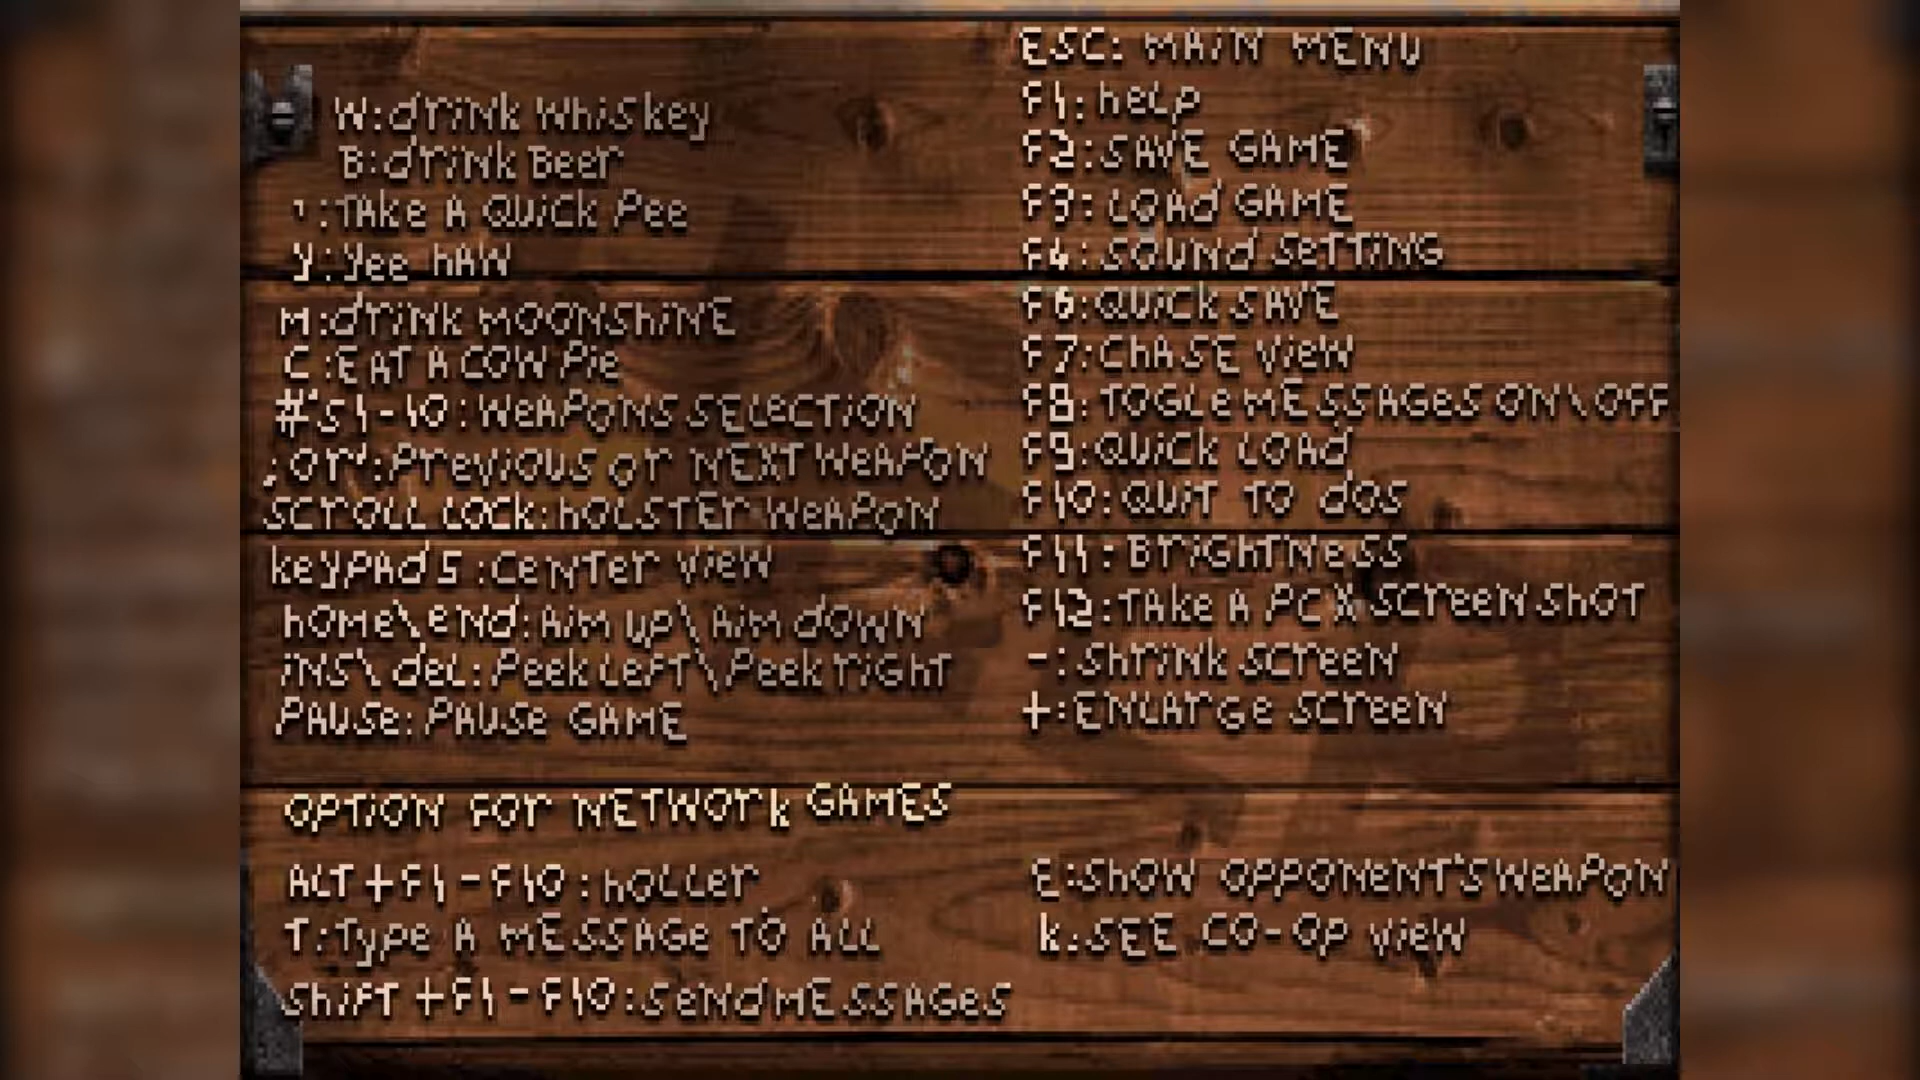 W: drink Whiskey
B: drink Beer
': TAke A QuiCk Pee
y: yee hAW
M: drink MOONShiNE
C: EAT A COW Pie
#'S 1-10: WeAPONS SELECTiON
; or ': Previous or NEXT WeAPON
SCrOLL LOCk: hOLSTEr WeAPON
keyPAd 5: CeNTer VieW
hOMe\eNd: AiM up\AiM dOWN
iNS\deL: Peek LeFT\Peek riGhT
PAUSe: PAUSe GAME
ESC: MAiN MENU
F1: heLp
F2: SAVE GAME
F3: LOAd GAME
F4: SOUNd SeTTiNG
F6: QUiCk SAVE
F7: ChASE VieW
F8: TOGLe MESSAGeS ON\OFF
F9: QUiCk LOAd
F10: QUiT TO dOS
F11: BriGhTNeSS
F12: TAke A PCX SCreeN ShOT
-: ShriNk SCreeN
+: ENLArGe SCreeN
OPTiON FOr NETWOrk GAMES
ALT + F1 - F10: hOLLer
T: Type A MESSAGe TO ALL
ShiFT + F1 - F10: SeNd MESSAGeS
E: ShOW OPPONeNT'S WeAPON
k: SEE CO-OP VieW